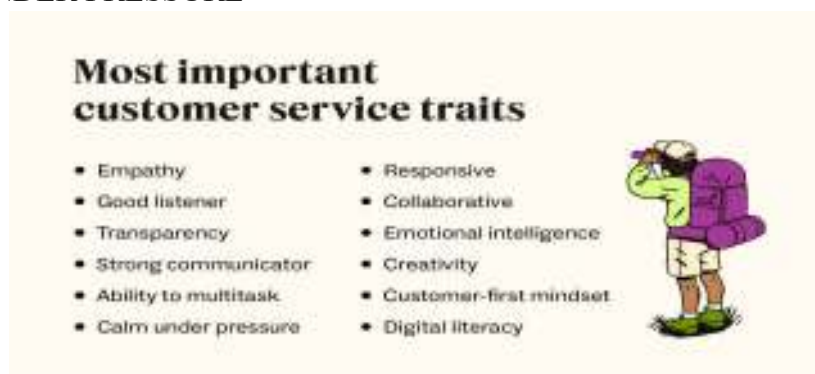 Most important
customer service traits
• Empathy
• Good listener
• Transparency
• Strong communicator
• Ability to multitask
• Calm under pressure
• Responsive
• Collaborative
• Emotional intelligence
• Creativity
• Customer-first mindset
• Digital literacy